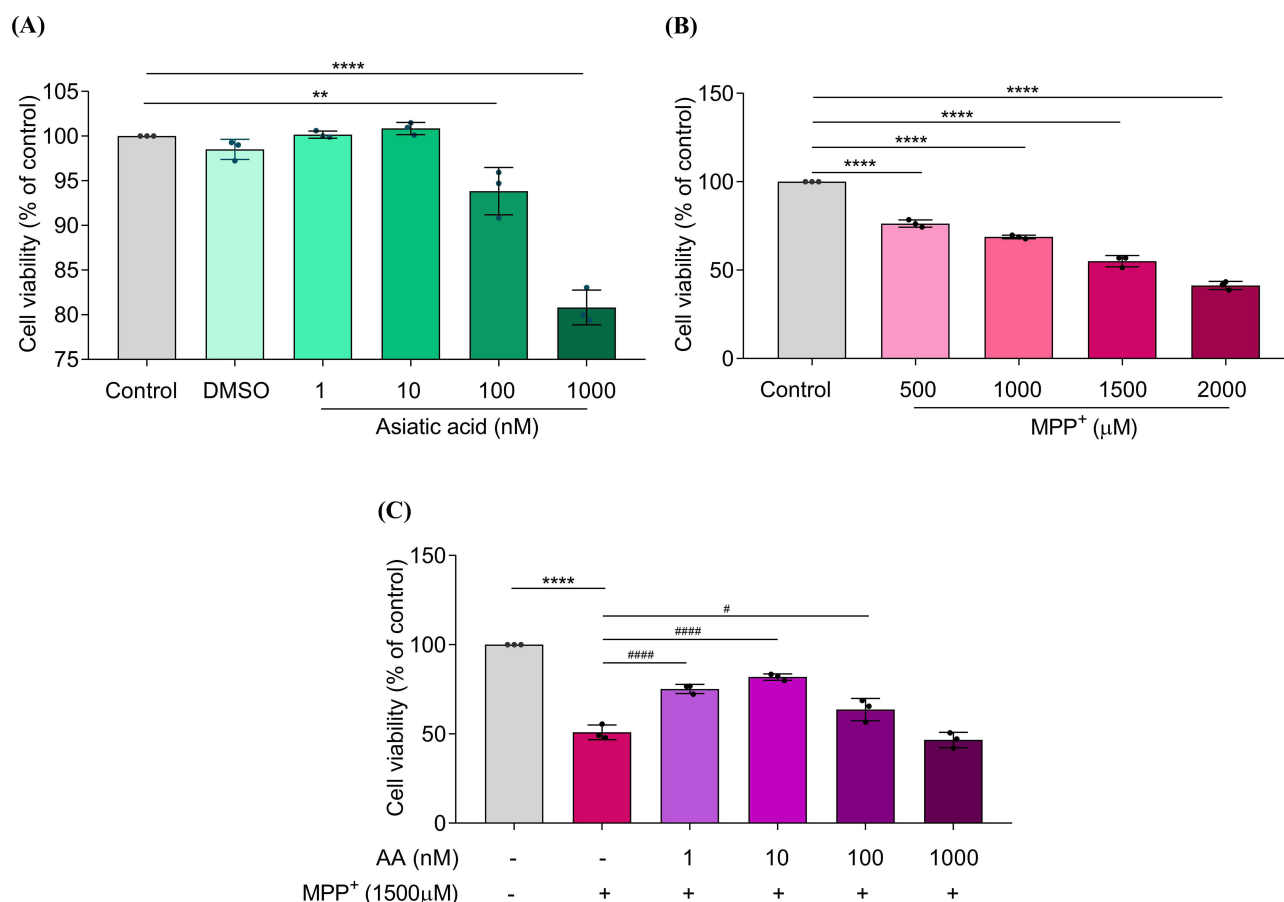 (A)
****
**
105
100
95
90
85
80
75
Cell viability (% of control)
Control DMSO 1 10 100 1000
Asiatic acid (nM)
(B)
****
****
****
****
150
100
50
0
Cell viability (% of control)
Control 500 1000 1500 2000
MPP+ (μM)
(C)
****
#
####
####
150
100
50
0
Cell viability (% of control)
AA (nM) - - 1 10 100 1000
MPP+ (1500μM) - + + + + +